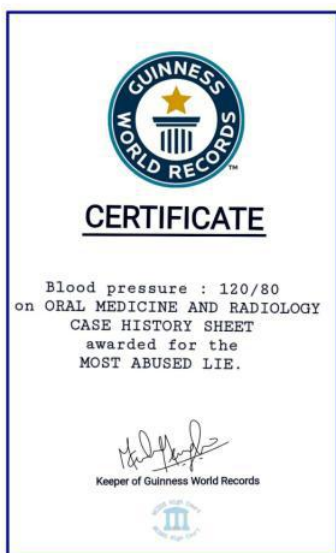 GUINNESS
WORLD RECORDS
TM
CERTIFICATE
Blood pressure : 120/80
on ORAL MEDICINE AND RADIOLOGY
CASE HISTORY SHEET
awarded for the
MOST ABUSED LIE.
Keeper of Guinness World Records